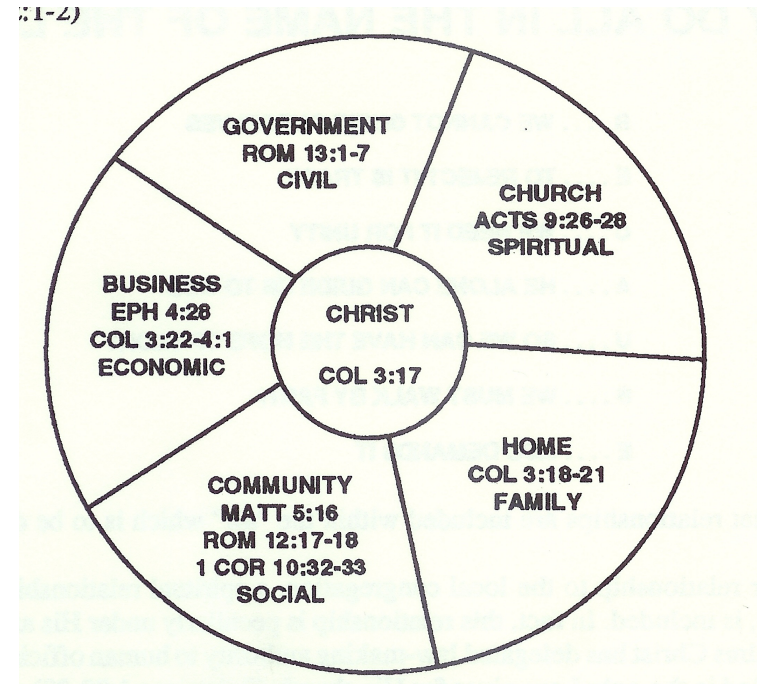 :1-2)
GOVERNMENT
ROM 13:1-7
CIVIL
CHURCH
ACTS 9:26-28
SPIRITUAL
BUSINESS
EPH 4:28
COL 3:22-4:1
ECONOMIC
CHRIST
COL 3:17
HOME
COL 3:18-21
FAMILY
COMMUNITY
MATT 5:16
ROM 12:17-18
1 COR 10:32-33
SOCIAL